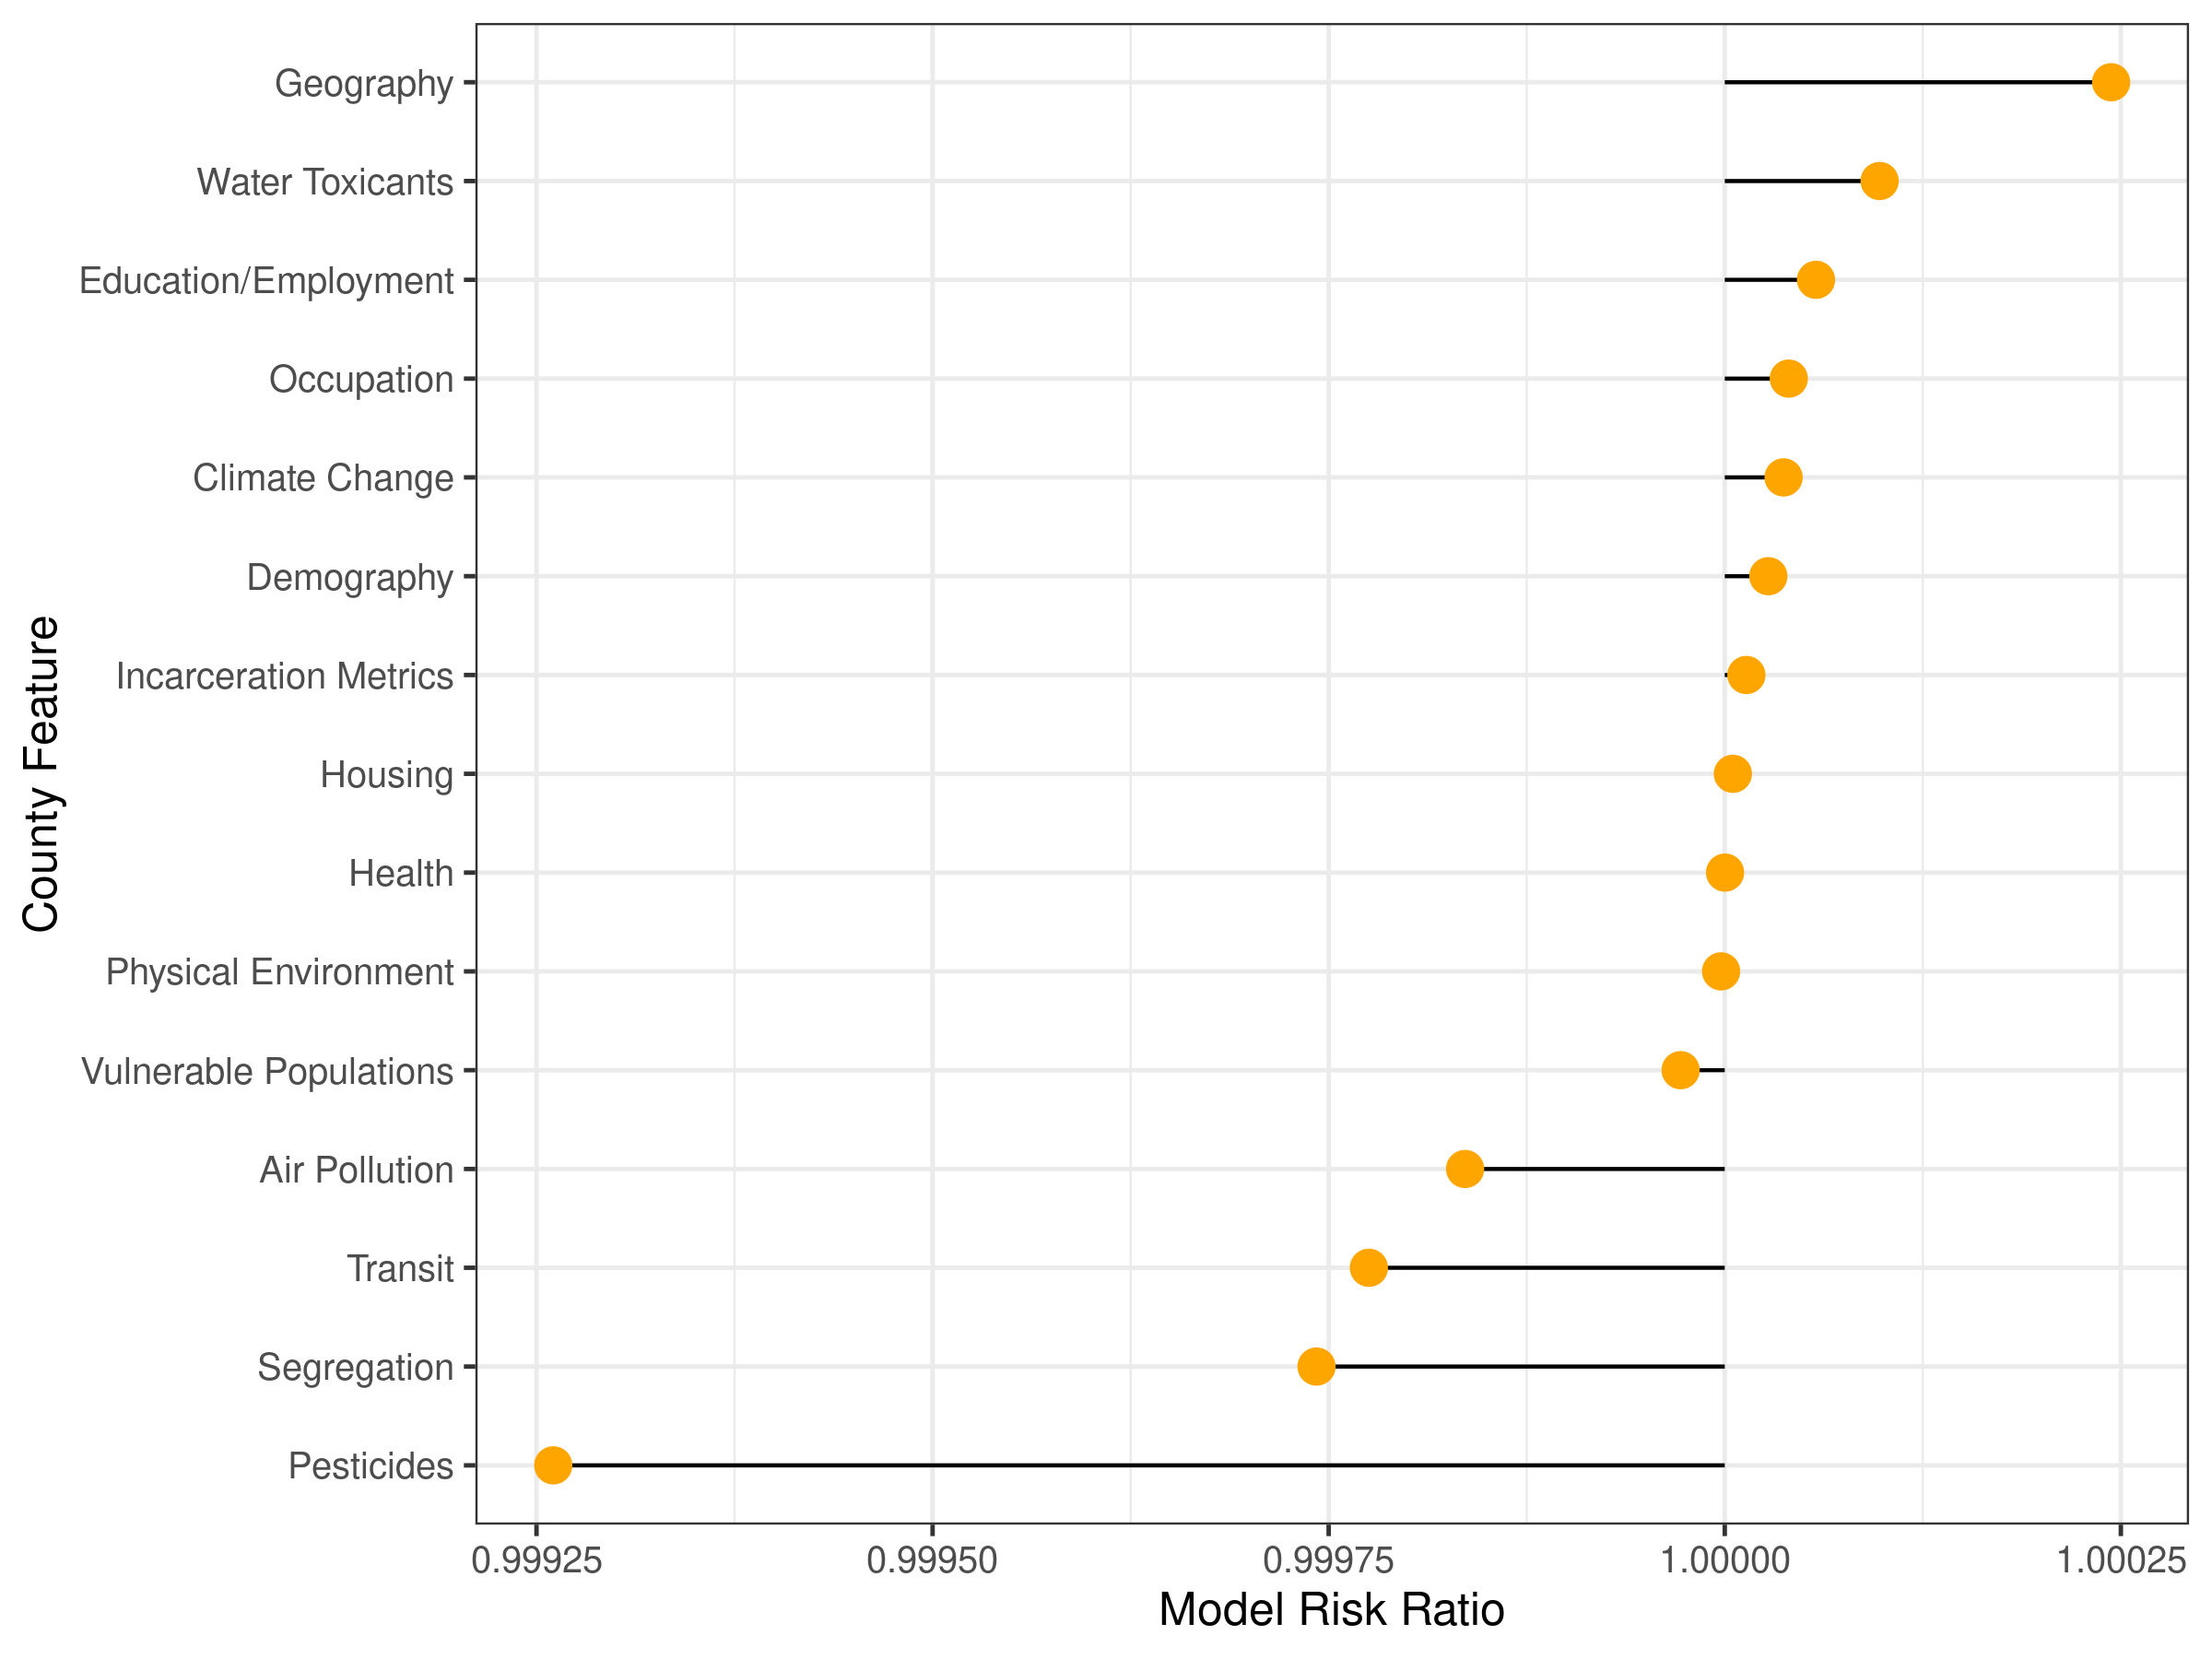 Geography
Water Toxicants
Education/Employment
Occupation
Climate Change
Demography
Incarceration Metrics
Housing
Health
Physical Environment
Vulnerable Populations
Air Pollution
Transit
Segregation
Pesticides
County Feature
0.99925 0.99950 0.99975 1.00000 1.00025
Model Risk Ratio